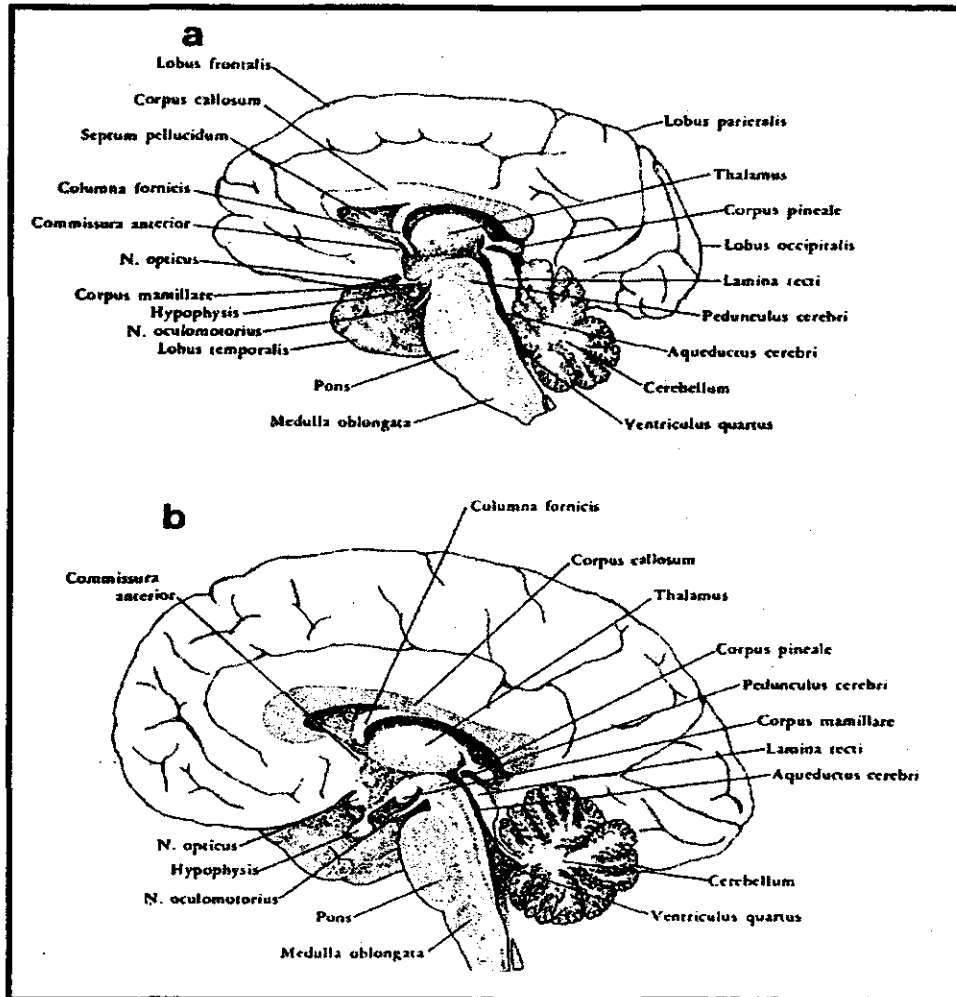 a
Lobus frontalis
Corpus callosum
Septum pellucidum
Columna fornicis
Commissura anterior
N. opticus
Corpus mamillare
Hypophysis
N. oculomotorius
Lobus temporalis
Pons
Medulla oblongata
Lobus parietalis
Thalamus
Corpus pineale
Lobus occipitalis
Lamina tecti
Pedunculus cerebri
Aqueductus cerebri
Cerebellum
Ventriculus quartus
b
Columna fornicis
Commissura
anterior
Corpus callosum
Thalamus
Corpus pineale
Pedunculus cerebri
Corpus mamillare
Lamina tecti
Aqueductus cerebri
N. opticus
Hypophysis
N. oculomotorius
Pons
Medulla oblongata
Cerebellum
Ventriculus quartus